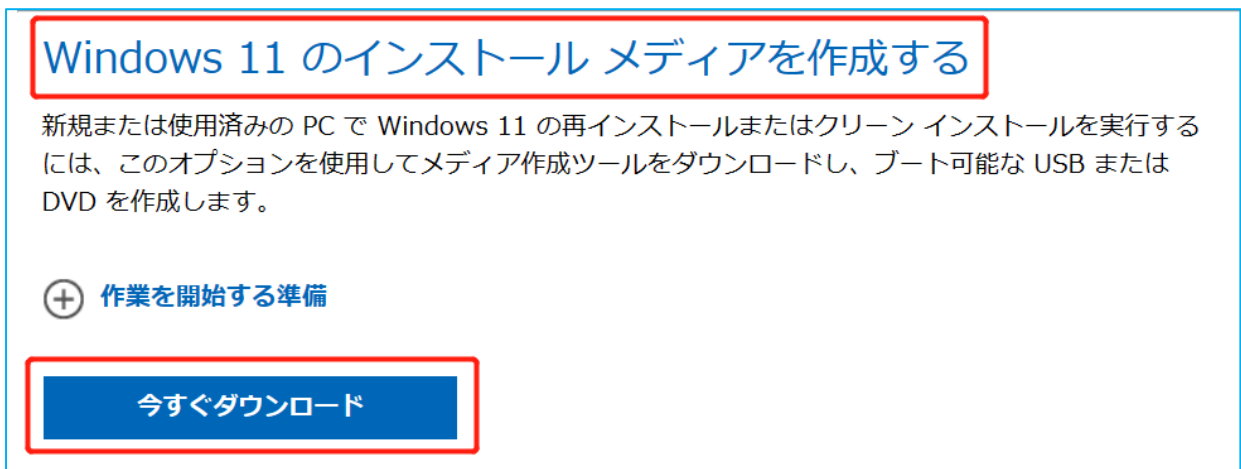 Windows 11 のインストール メディアを作成する
新規または使用済みの PC で Windows 11 の再インストールまたはクリーン インストールを実行する
には、このオプションを使用してメディア作成ツールをダウンロードし、ブート可能な USB または
DVD を作成します。
作業を開始する準備
今すぐダウンロード